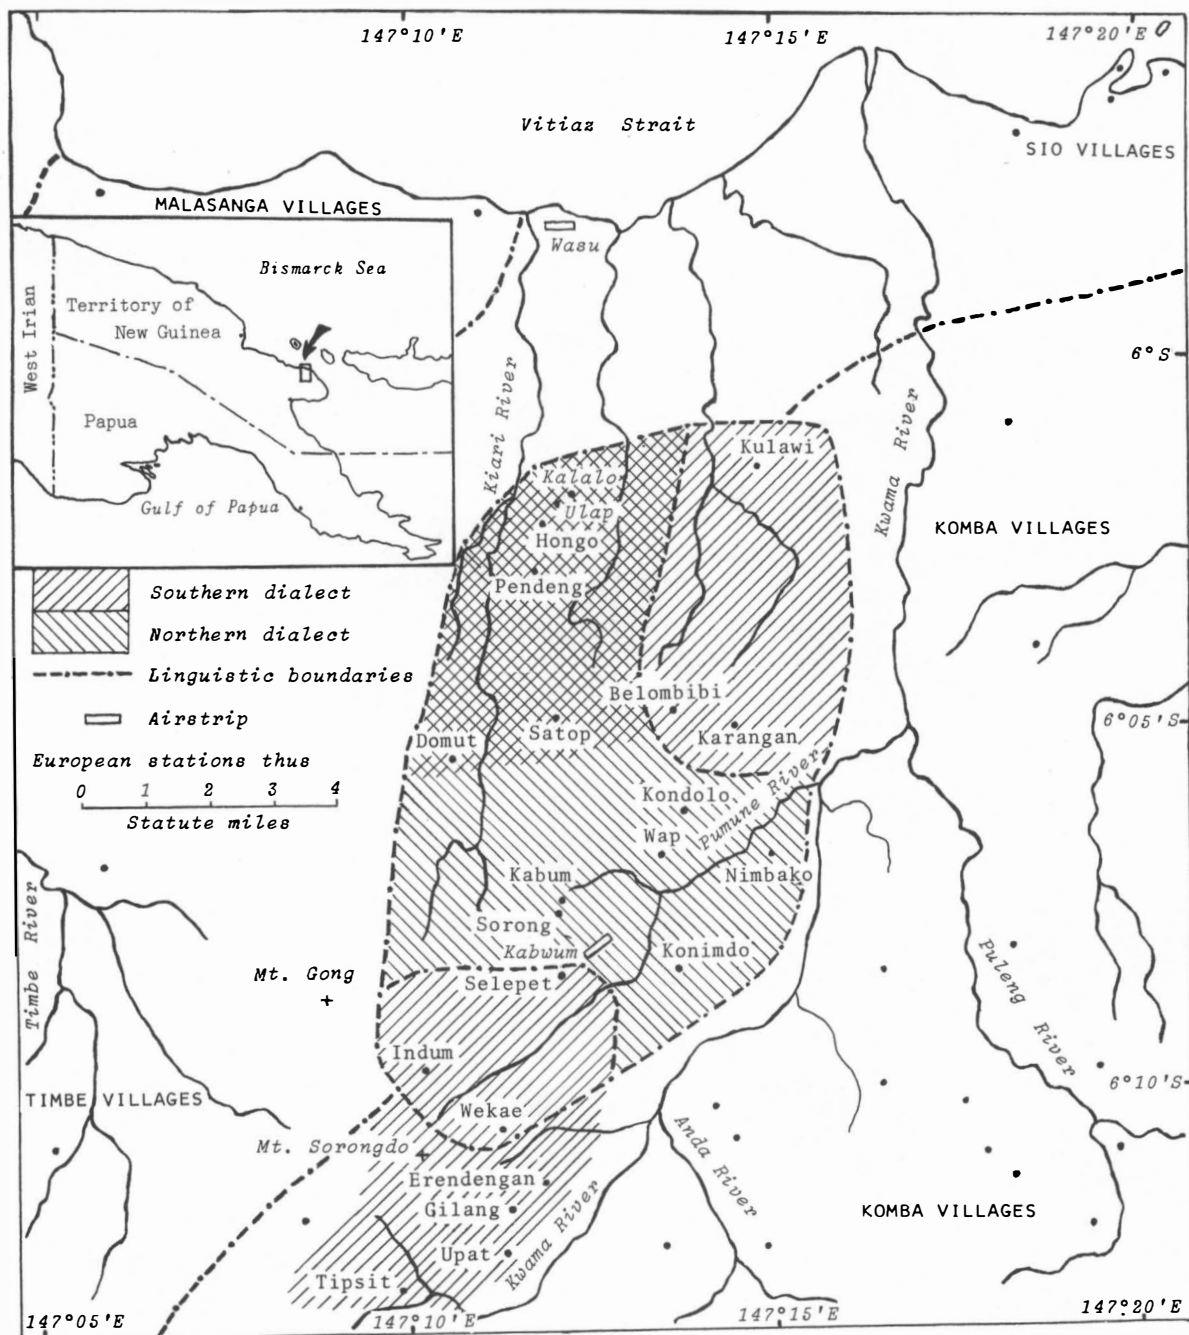 147°10'E
147°15'E
147°20'E
Vitiaz Strait
SIO VILLAGES
MALASANGA VILLAGES
Wasu
Bismarck Sea
West Irian
Territory of
New Guinea
Papua
Gulf of Papua
6°S
Kiari River
Kwama River
Kulawi
Kalalo
Ulap
Hongo
Pendeng
KOMBA VILLAGES
Southern dialect
Northern dialect
Linguistic boundaries
Airstrip
European stations thus
0 1 2 3 4
Statute miles
Belombibi
Satop
Karangan
Domut
6°05'S
Kondolo
Pumune River
Wap
Nimbako
Kabum
Sorong
Kabwum
Konimdo
Selepet
Mt. Gong
Timbe River
Puleng River
Indum
TIMBE VILLAGES
6°10'S
Wekae
Mt. Sorongdo
Anda River
Erendengan
Gilang
Kwama River
KOMBA VILLAGES
Upat
Tipsit
147°05'E
147°10'E
147°15'E
147°20'E